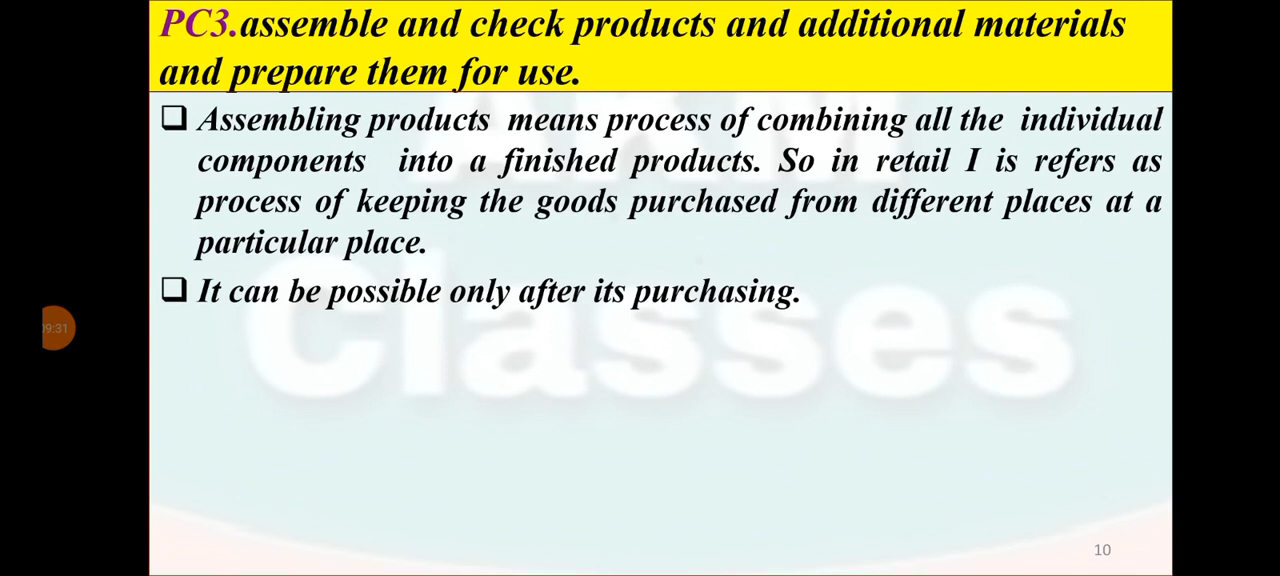 PC3.assemble and check products and additional materials
and prepare them for use.
❑ Assembling products means process of combining all the individual
components into a finished products. So in retail I is refers as
process of keeping the goods purchased from different places at a
particular place.
❑ It can be possible only after its purchasing.
Classes
09:31
10